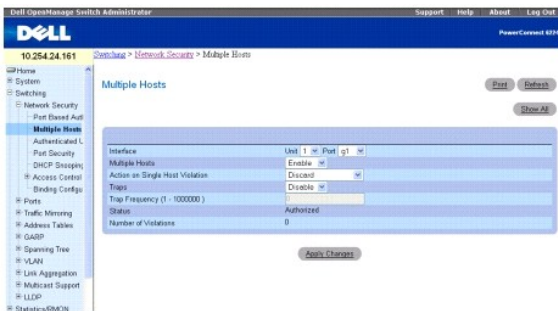 Dell OpenManage Switch Administrator Support Help About Log Out
DELL
PowerConnect 6224
10.254.24.161
Switching > Network Security > Multiple Hosts
Home
System
Switching
Network Security
Port Based Auth
Multiple Hosts
Authenticated U
Port Security
DHCP Snooping
Access Control
Binding Configu
Ports
Traffic Mirroring
Address Tables
GARP
Spanning Tree
VLAN
Link Aggregation
Multicast Support
LLDP
Statistics/RMON
Multiple Hosts
Print Refresh
Show All
Interface Unit 1 Port g1
Multiple Hosts Enable
Action on Single Host Violation Discard
Traps Disable
Trap Frequency (1 - 1000000 ) 0
Status Authorized
Number of Violations 0
Apply Changes